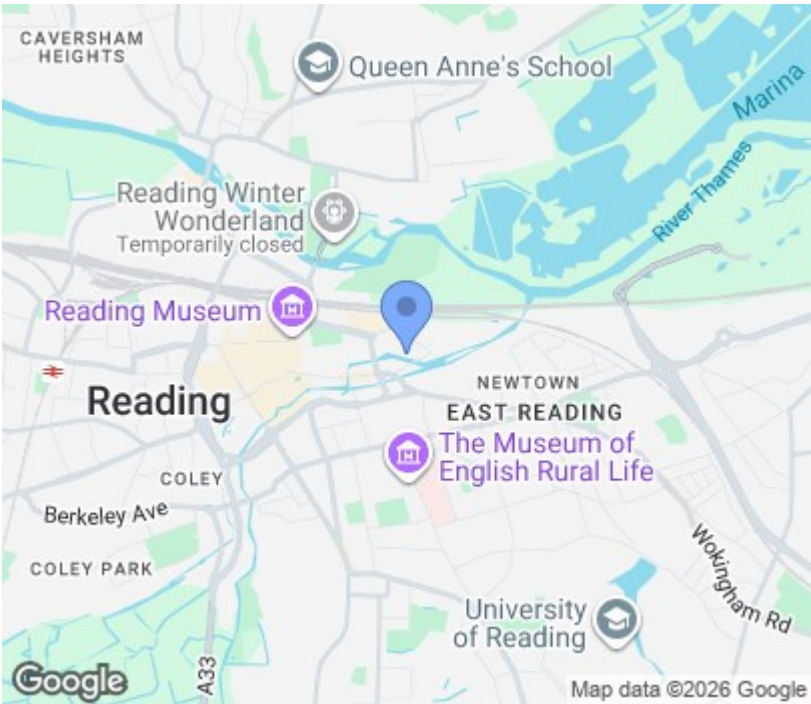 CAVERSHAM
HEIGHTS
Queen Anne's School
Marina
Reading Winter
Wonderland
Temporarily closed
River Thames
Reading Museum
Reading
NEWTOWN
EAST READING
The Museum of
English Rural Life
COLEY
Berkeley Ave
COLEY PARK
Wokingham Rd
University
of Reading
A33
Google
Map data ©2026 Google